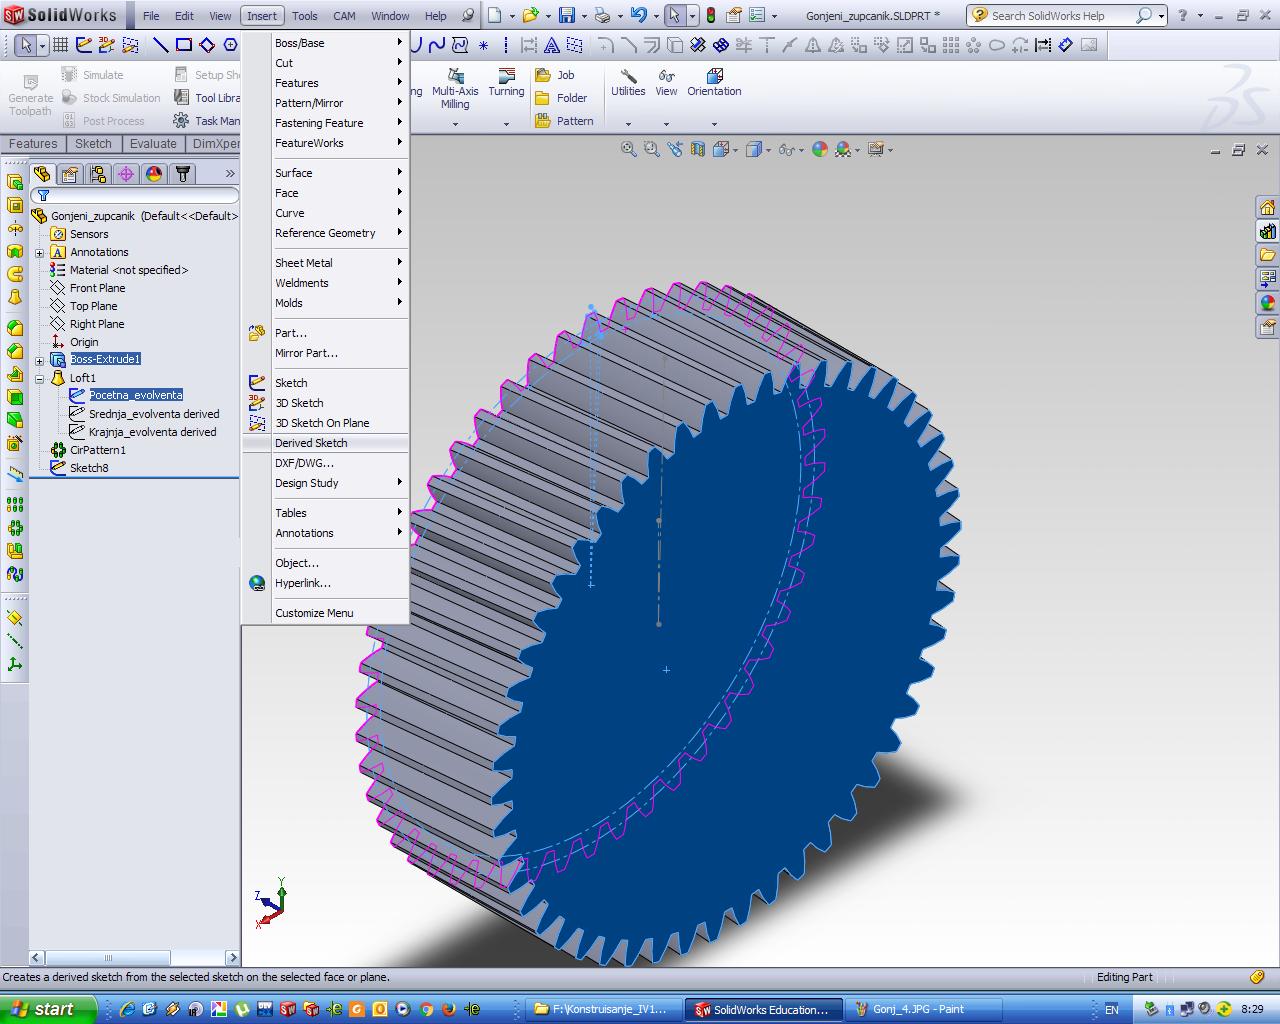 SolidWorks
File Edit View Insert Tools CAM Window Help
Gonjeni_zupcanik.SLDPRT *
Search SolidWorks Help
Generate Toolpath
Simulate
Stock Simulation
Post Process
Setup Sh
Tool Libra
Task Man
Multi-Axis Milling
Turning
Job
Folder
Pattern
Utilities
View
Orientation
Features Sketch Evaluate DimXper
Gonjeni_zupcanik (Default<<Default>
Sensors
Annotations
Material <not specified>
Front Plane
Top Plane
Right Plane
Origin
Boss-Extrude1
Loft1
Pocetna_evolventa
Srednja_evolventa derived
Krajnja_evolventa derived
CirPattern1
Sketch8
Boss/Base
Cut
Features
Pattern/Mirror
Fastening Feature
FeatureWorks
Surface
Face
Curve
Reference Geometry
Sheet Metal
Weldments
Molds
Part...
Mirror Part...
Sketch
3D Sketch
3D Sketch On Plane
Derived Sketch
DXF/DWG...
Design Study
Tables
Annotations
Object...
Hyperlink...
Customize Menu
Y
Z
X
Creates a derived sketch from the selected sketch on the selected face or plane.
Editing Part
start
F:\Konstruisanje_IV1...
SolidWorks Education...
Gonj_4.JPG - Paint
EN
8:29